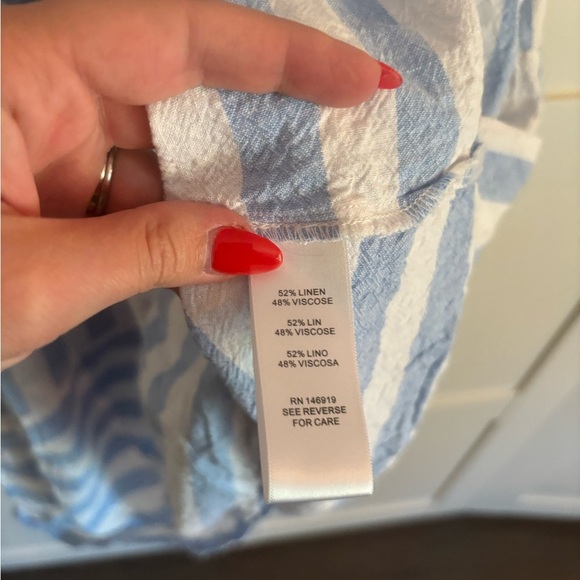 52% LINEN
48% VISCOSE
52% LIN
48% VISCOSE
52% LINO
48% VISCOSA
RN 146919
SEE REVERSE
FOR CARE